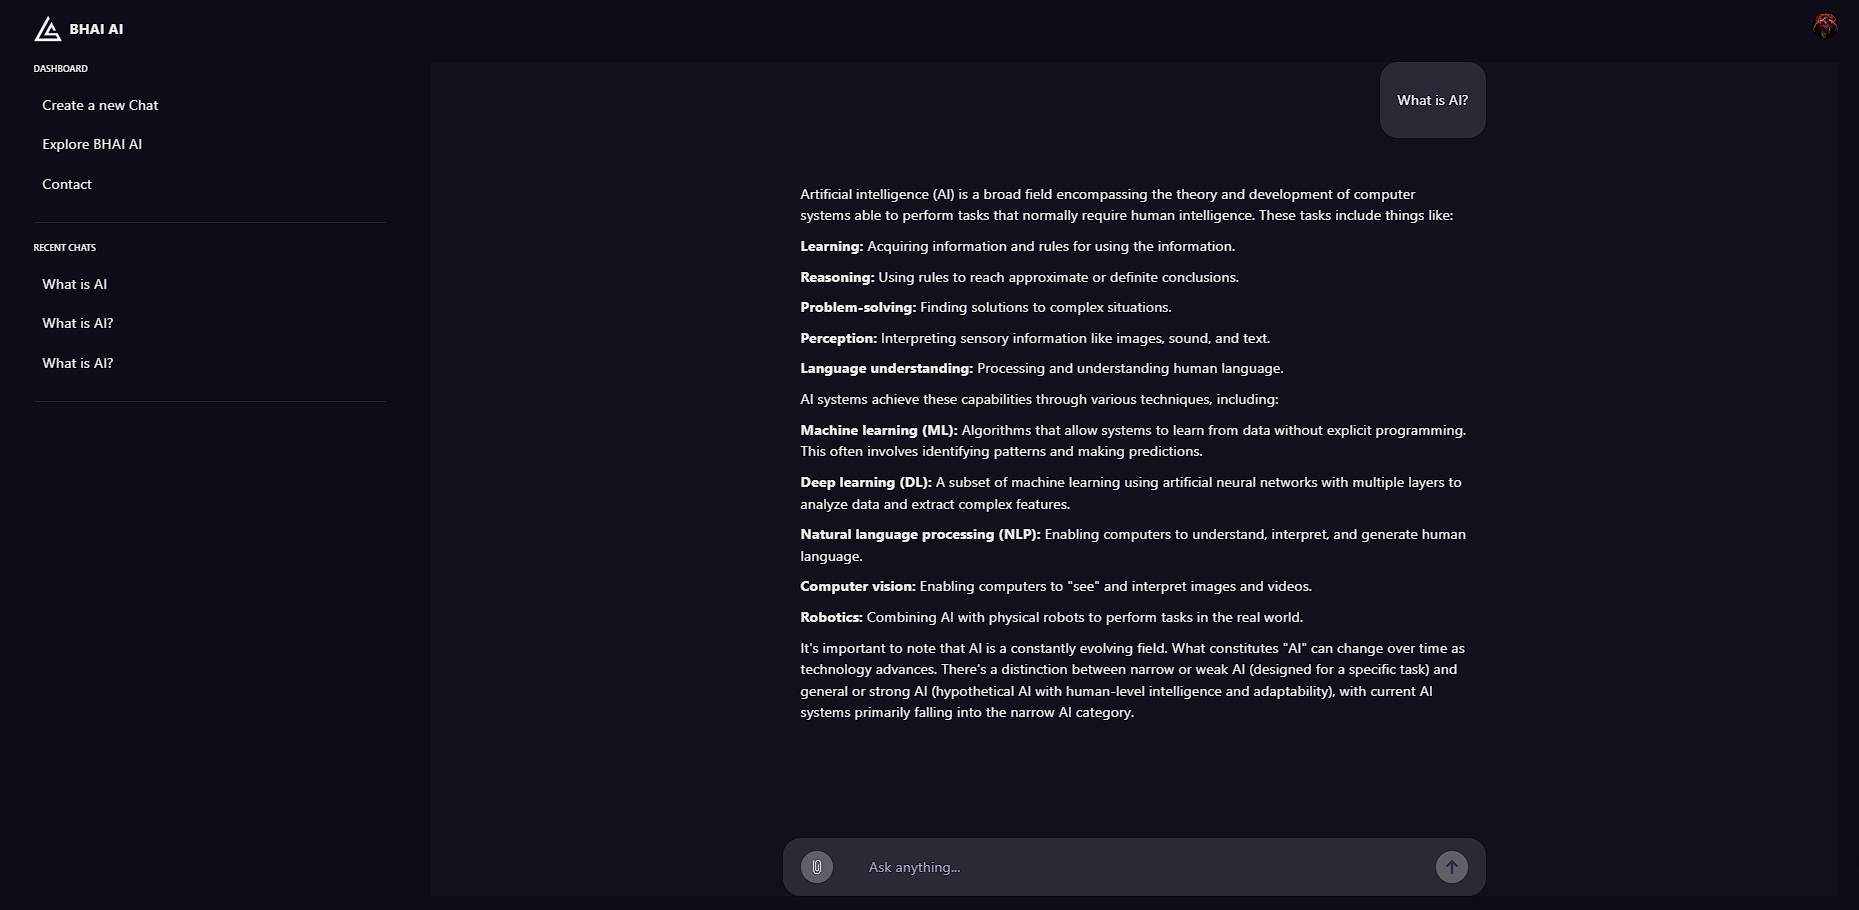 BHAI AI
DASHBOARD
Create a new Chat
Explore BHAI AI
Contact
RECENT CHATS
What is AI
What is AI?
What is AI?
What is AI?
Artificial intelligence (AI) is a broad field encompassing the theory and development of computer
systems able to perform tasks that normally require human intelligence. These tasks include things like:
Learning: Acquiring information and rules for using the information.
Reasoning: Using rules to reach approximate or definite conclusions.
Problem-solving: Finding solutions to complex situations.
Perception: Interpreting sensory information like images, sound, and text.
Language understanding: Processing and understanding human language.
AI systems achieve these capabilities through various techniques, including:
Machine learning (ML): Algorithms that allow systems to learn from data without explicit programming.
This often involves identifying patterns and making predictions.
Deep learning (DL): A subset of machine learning using artificial neural networks with multiple layers to
analyze data and extract complex features.
Natural language processing (NLP): Enabling computers to understand, interpret, and generate human
language.
Computer vision: Enabling computers to "see" and interpret images and videos.
Robotics: Combining AI with physical robots to perform tasks in the real world.
It's important to note that AI is a constantly evolving field. What constitutes "AI" can change over time as
technology advances. There's a distinction between narrow or weak AI (designed for a specific task) and
general or strong AI (hypothetical AI with human-level intelligence and adaptability), with current AI
systems primarily falling into the narrow AI category.
Ask anything...